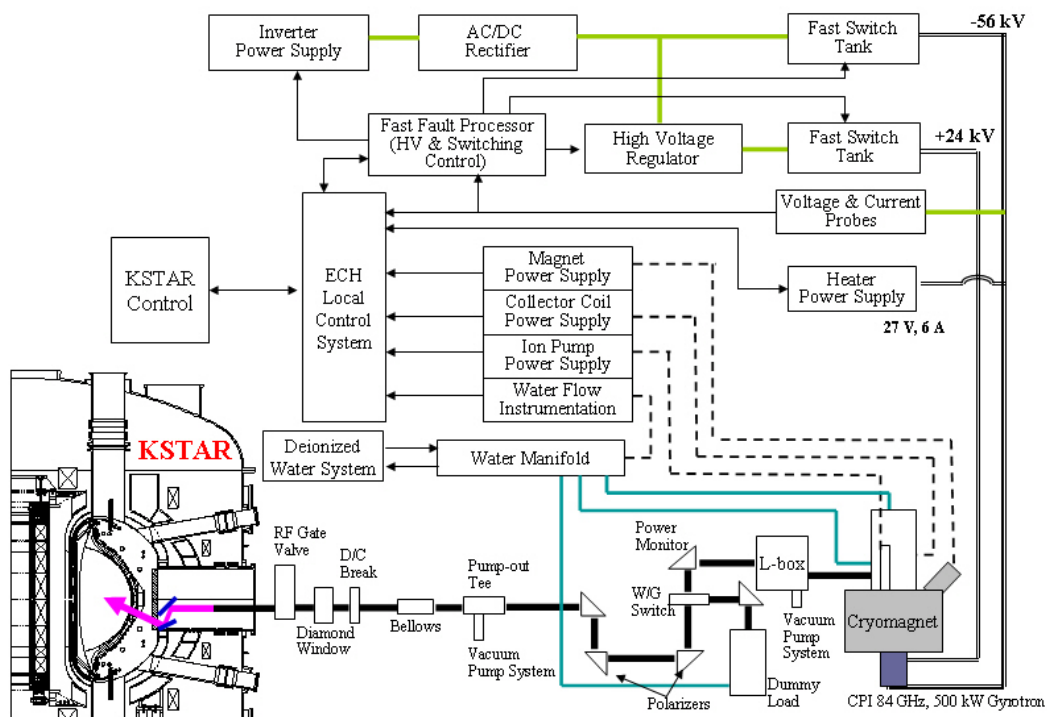 Inverter
Power Supply
AC/DC
Rectifier
Fast Switch
Tank
-56 kV
Fast Fault Processor
(HV & Switching
Control)
High Voltage
Regulator
Fast Switch
Tank
+24 kV
Voltage & Current
Probes
KSTAR
Control
ECH
Local
Control
System
Magnet
Power Supply
Collector Coil
Power Supply
Ion Pump
Power Supply
Water Flow
Instrumentation
Heater
Power Supply
27 V, 6 A
KSTAR
Deionized
Water System
Water Manifold
RF Gate
Valve
D/C
Break
Pump-out
Tee
Power
Monitor
L-box
W/G
Switch
Diamond
Window
Bellows
Vacuum
Pump System
Vacuum
Pump
System
Cryomagnet
Polarizers
Dummy
Load
CPI 84 GHz, 500 kW Gyrotron